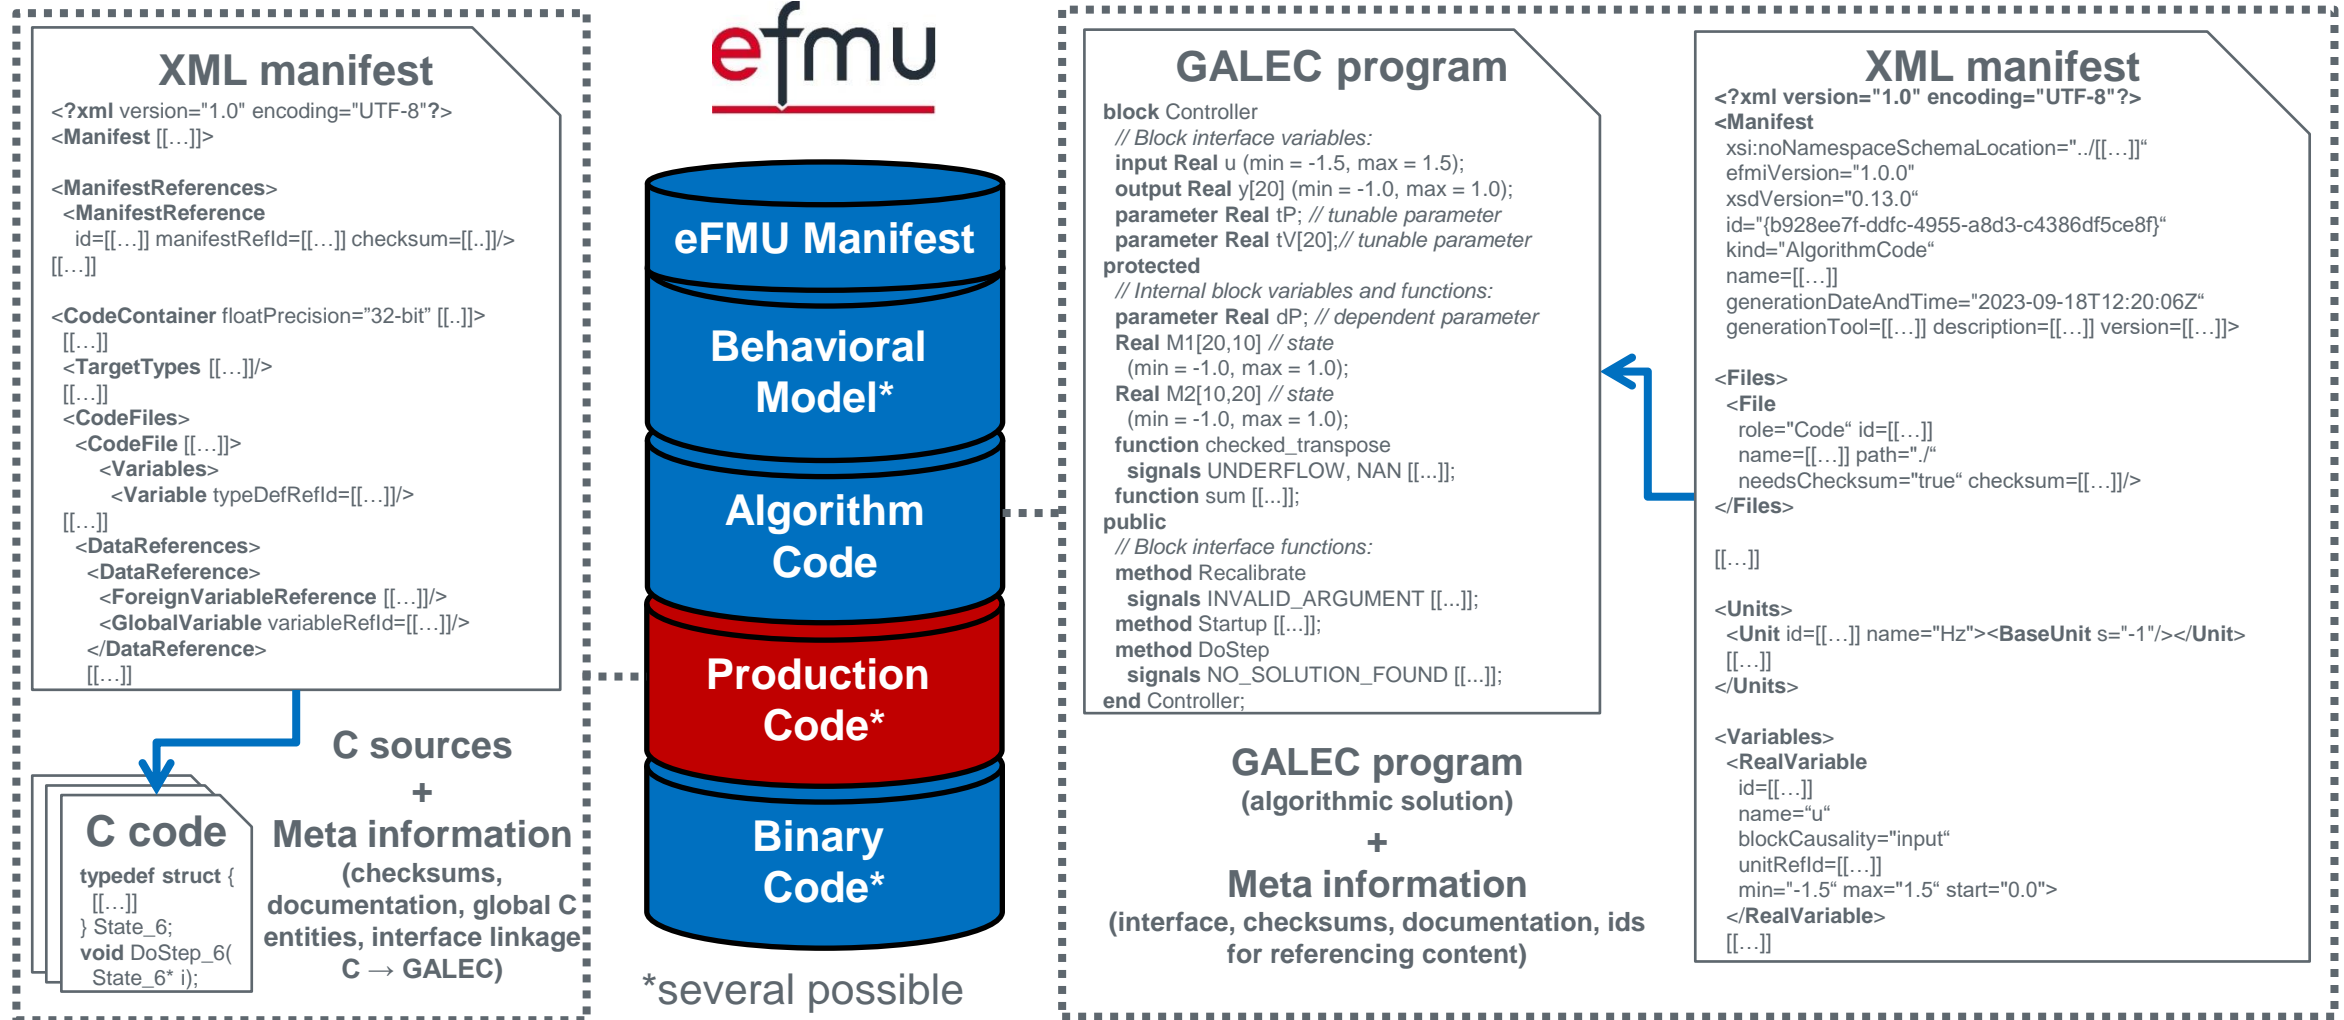 XML manifest
<?xml version="1.0" encoding="UTF-8"?>
<Manifest [[…]]>
<ManifestReferences>
<ManifestReference
id=[[…]] manifestRefId=[[…]] checksum=[[..]]/>
[[…]]
<CodeContainer floatPrecision=”32-bit” [[..]]>
[[…]]
<TargetTypes [[…]]/>
[[…]]
<CodeFiles>
<CodeFile [[…]]>
<Variables>
<Variable typeDefRefId=[[…]]/>
[[…]]
<DataReferences>
<DataReference>
<ForeignVariableReference [[…]]/>
<GlobalVariable variableRefId=[[…]]/>
</DataReference>
[[…]]
C code
typedef struct {
[[…]]
} State_6;
void DoStep_6(
State_6* i);
C sources
+
Meta information
(checksums,
documentation, global C
entities, interface linkage
C → GALEC)
efmu
eFMU Manifest
Behavioral
Model*
Algorithm
Code
Production
Code*
Binary
Code*
*several possible
GALEC program
block Controller
// Block interface variables:
input Real u (min = -1.5, max = 1.5);
output Real y[20] (min = -1.0, max = 1.0);
parameter Real tP; // tunable parameter
parameter Real tV[20];// tunable parameter
protected
// Internal block variables and functions:
parameter Real dP; // dependent parameter
Real M1[20,10] // state
(min = -1.0, max = 1.0);
Real M2[10,20] // state
(min = -1.0, max = 1.0);
function checked_transpose
signals UNDERFLOW, NAN [[...]];
function sum [[...]];
public
// Block interface functions:
method Recalibrate
signals INVALID_ARGUMENT [[...]];
method Startup [[...]];
method DoStep
signals NO_SOLUTION_FOUND [[...]];
end Controller;
GALEC program
(algorithmic solution)
+
Meta information
(interface, checksums, documentation, ids
for referencing content)
XML manifest
<?xml version="1.0" encoding="UTF-8"?>
<Manifest
xsi:noNamespaceSchemaLocation="../[[…]]“
efmiVersion="1.0.0"
xsdVersion="0.13.0“
id="{b928ee7f-ddfc-4955-a8d3-c4386df5ce8f}“
kind="AlgorithmCode“
name=[[…]]
generationDateAndTime="2023-09-18T12:20:06Z“
generationTool=[[…]] description=[[…]] version=[[…]]>
<Files>
<File
role="Code“ id=[[…]]
name=[[…]] path="./“
needsChecksum="true“ checksum=[[…]]/>
</Files>
[[…]]
<Units>
<Unit id=[[…]] name="Hz"><BaseUnit s="-1"/></Unit>
[[…]]
</Units>
<Variables>
<RealVariable
id=[[…]]
name=“u“
blockCausality="input“
unitRefId=[[…]]
min="-1.5“ max="1.5“ start="0.0">
</RealVariable>
[[…]]